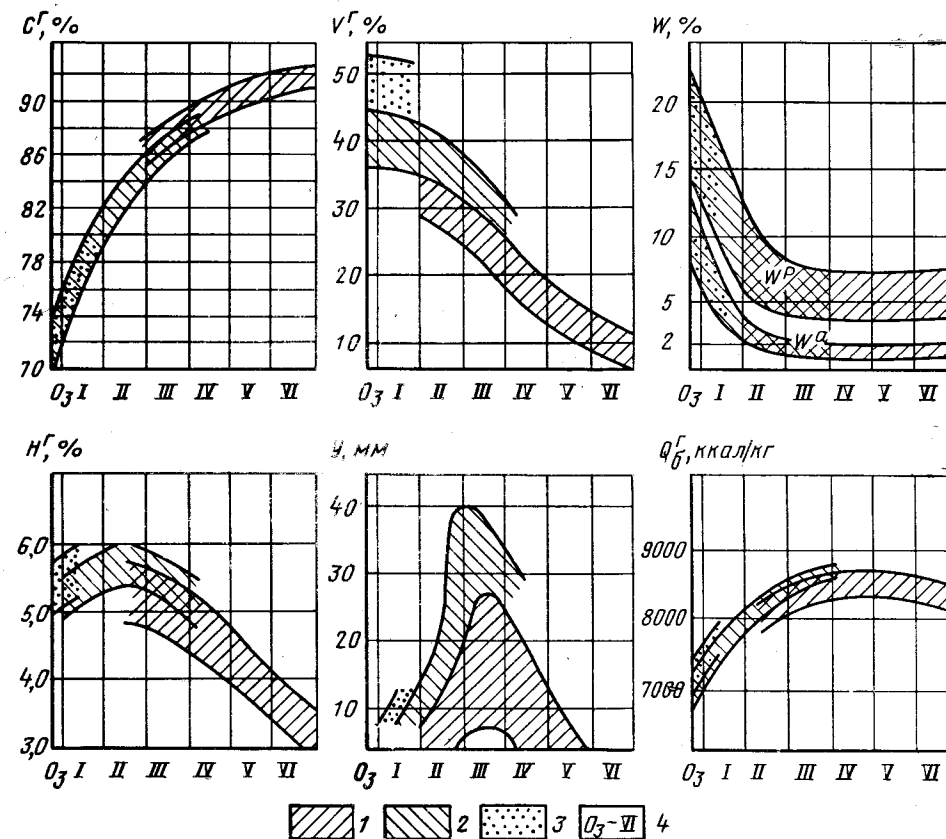 Cᴦ, %
90
86
82
78
74
70
O₃ I II III IV V VI
Vᴦ, %
50
40
30
20
10
O₃ I II III IV V VI
W, %
20
15
10
5
2
Wᵖ
Wᵃ
O₃ I II III IV V VI
Hᴦ, %
6,0
5,0
4,0
3,0
O₃ I II III IV V VI
y, мм
40
30
20
10
O₃ I II III IV V VI
Qᴦб, ккал/кг
9000
8000
7000
O₃ I II III IV V VI
1 2 3 O₃-VI 4